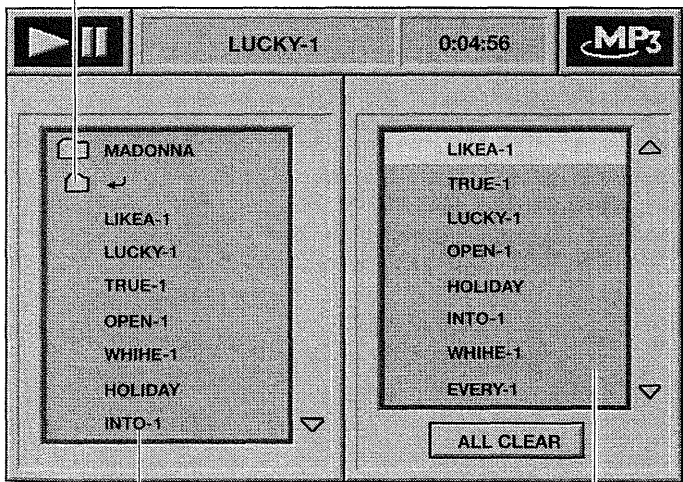 LUCKY-1 0:04:56 MP3
MADONNA
LIKEA-1
LUCKY-1
TRUE-1
OPEN-1
WHIHE-1
HOLIDAY
INTO-1
LIKEA-1
TRUE-1
LUCKY-1
OPEN-1
HOLIDAY
INTO-1
WHIHE-1
EVERY-1
ALL CLEAR